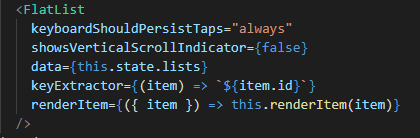 <FlatList
keyboardShouldPersistTaps="always"
showsVerticalScrollIndicator={false}
data={this.state.lists}
keyExtractor={(item) => `${item.id}`}
renderItem={({ item }) => this.renderItem(item)}
/>